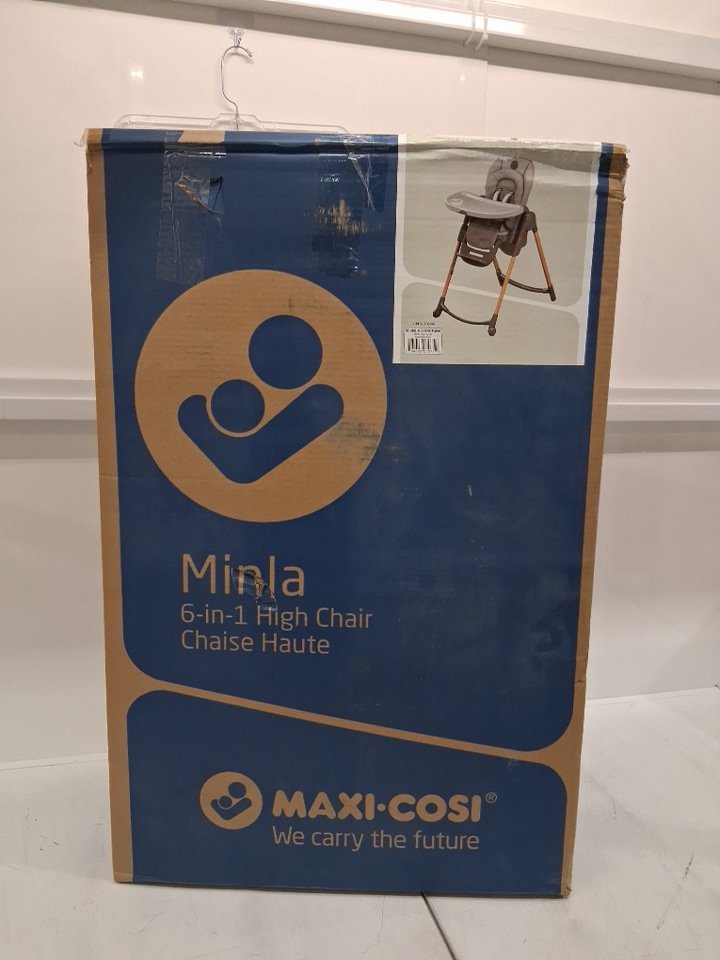 Minla
6-in-1 High Chair
Chaise Haute
MAXI·COSI®
We carry the future